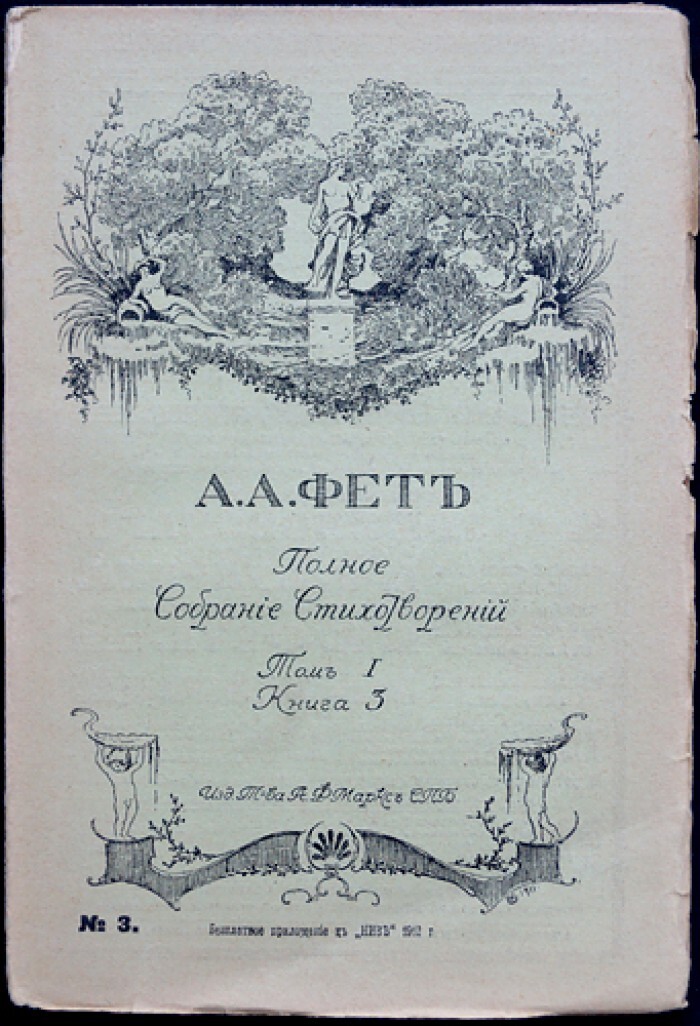 А.А.ФЕТЪ
Полное
Собраніе Стихотвореній
Томъ I
Книга 3
Изд. Т-ва А.Ф.Марксъ СПБ
№ 3.
Безплатное приложеніе къ „НИВѢ“ 1912 г.